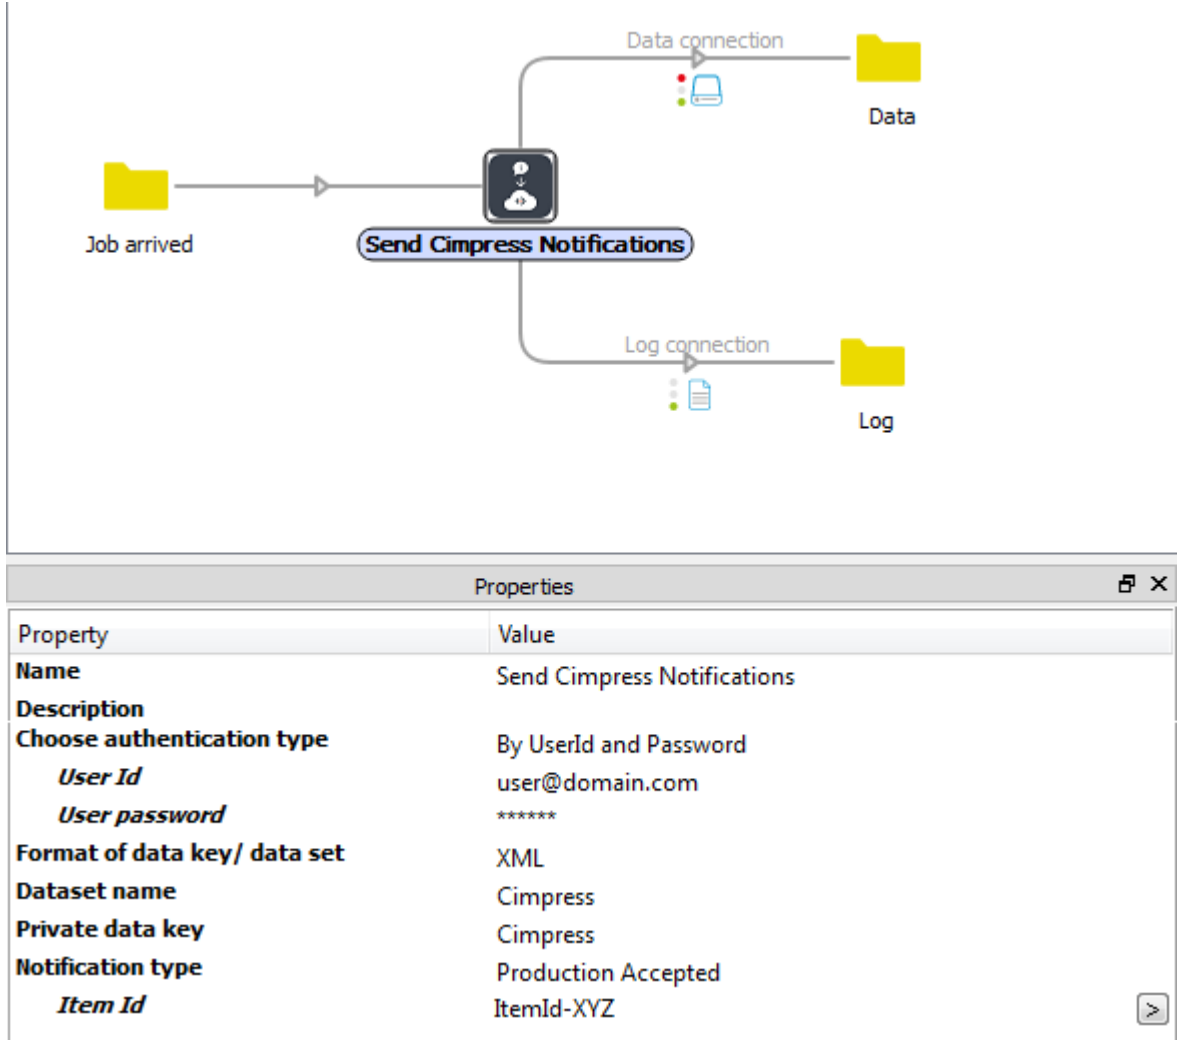 Data connection
Data
Job arrived
Send Cimpress Notifications
Log connection
Log
Properties
Property Value
Name Send Cimpress Notifications
Description
Choose authentication type By UserId and Password
User Id user@domain.com
User password ******
Format of data key/ data set XML
Dataset name Cimpress
Private data key Cimpress
Notification type Production Accepted
Item Id ItemId-XYZ >